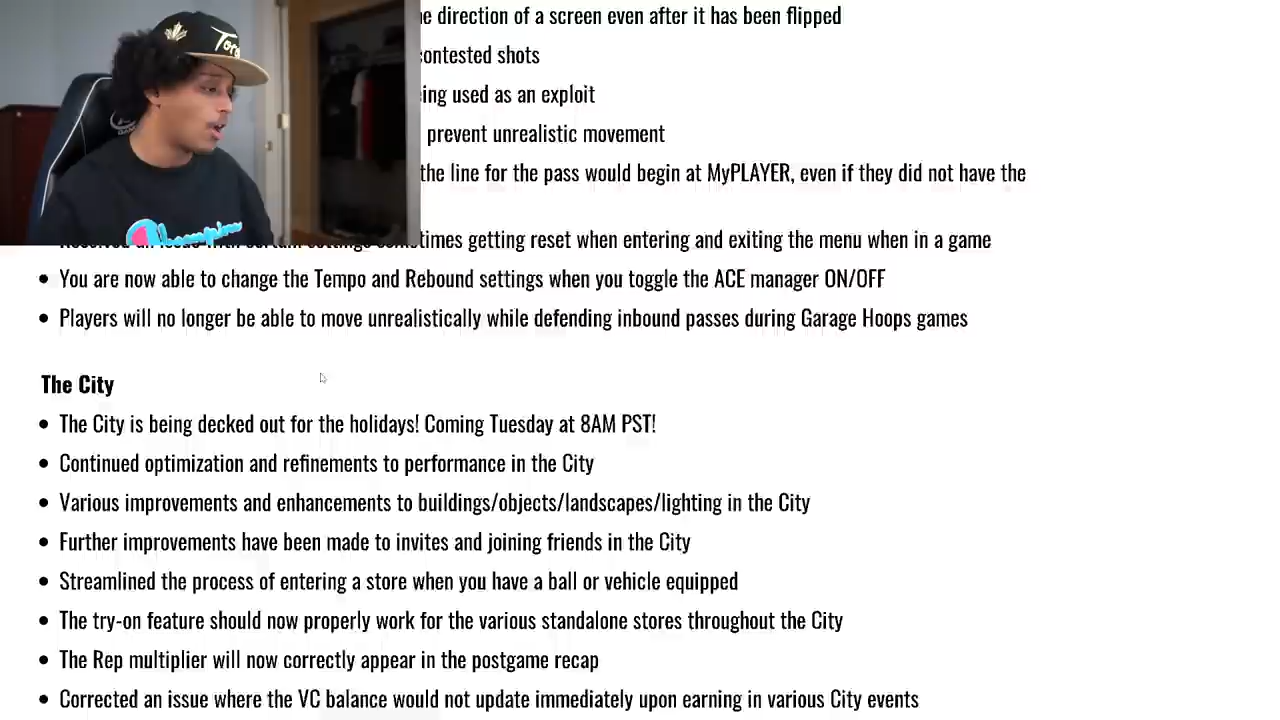 Toro
Champion
e direction of a screen even after it has been flipped
contested shots
ing used as an exploit
prevent unrealistic movement
the line for the pass would begin at MyPLAYER, even if they did not have the
sometimes getting reset when entering and exiting the menu when in a game
• You are now able to change the Tempo and Rebound settings when you toggle the ACE manager ON/OFF
• Players will no longer be able to move unrealistically while defending inbound passes during Garage Hoops games
The City
• The City is being decked out for the holidays! Coming Tuesday at 8AM PST!
• Continued optimization and refinements to performance in the City
• Various improvements and enhancements to buildings/objects/landscapes/lighting in the City
• Further improvements have been made to invites and joining friends in the City
• Streamlined the process of entering a store when you have a ball or vehicle equipped
• The try-on feature should now properly work for the various standalone stores throughout the City
• The Rep multiplier will now correctly appear in the postgame recap
• Corrected an issue where the VC balance would not update immediately upon earning in various City events